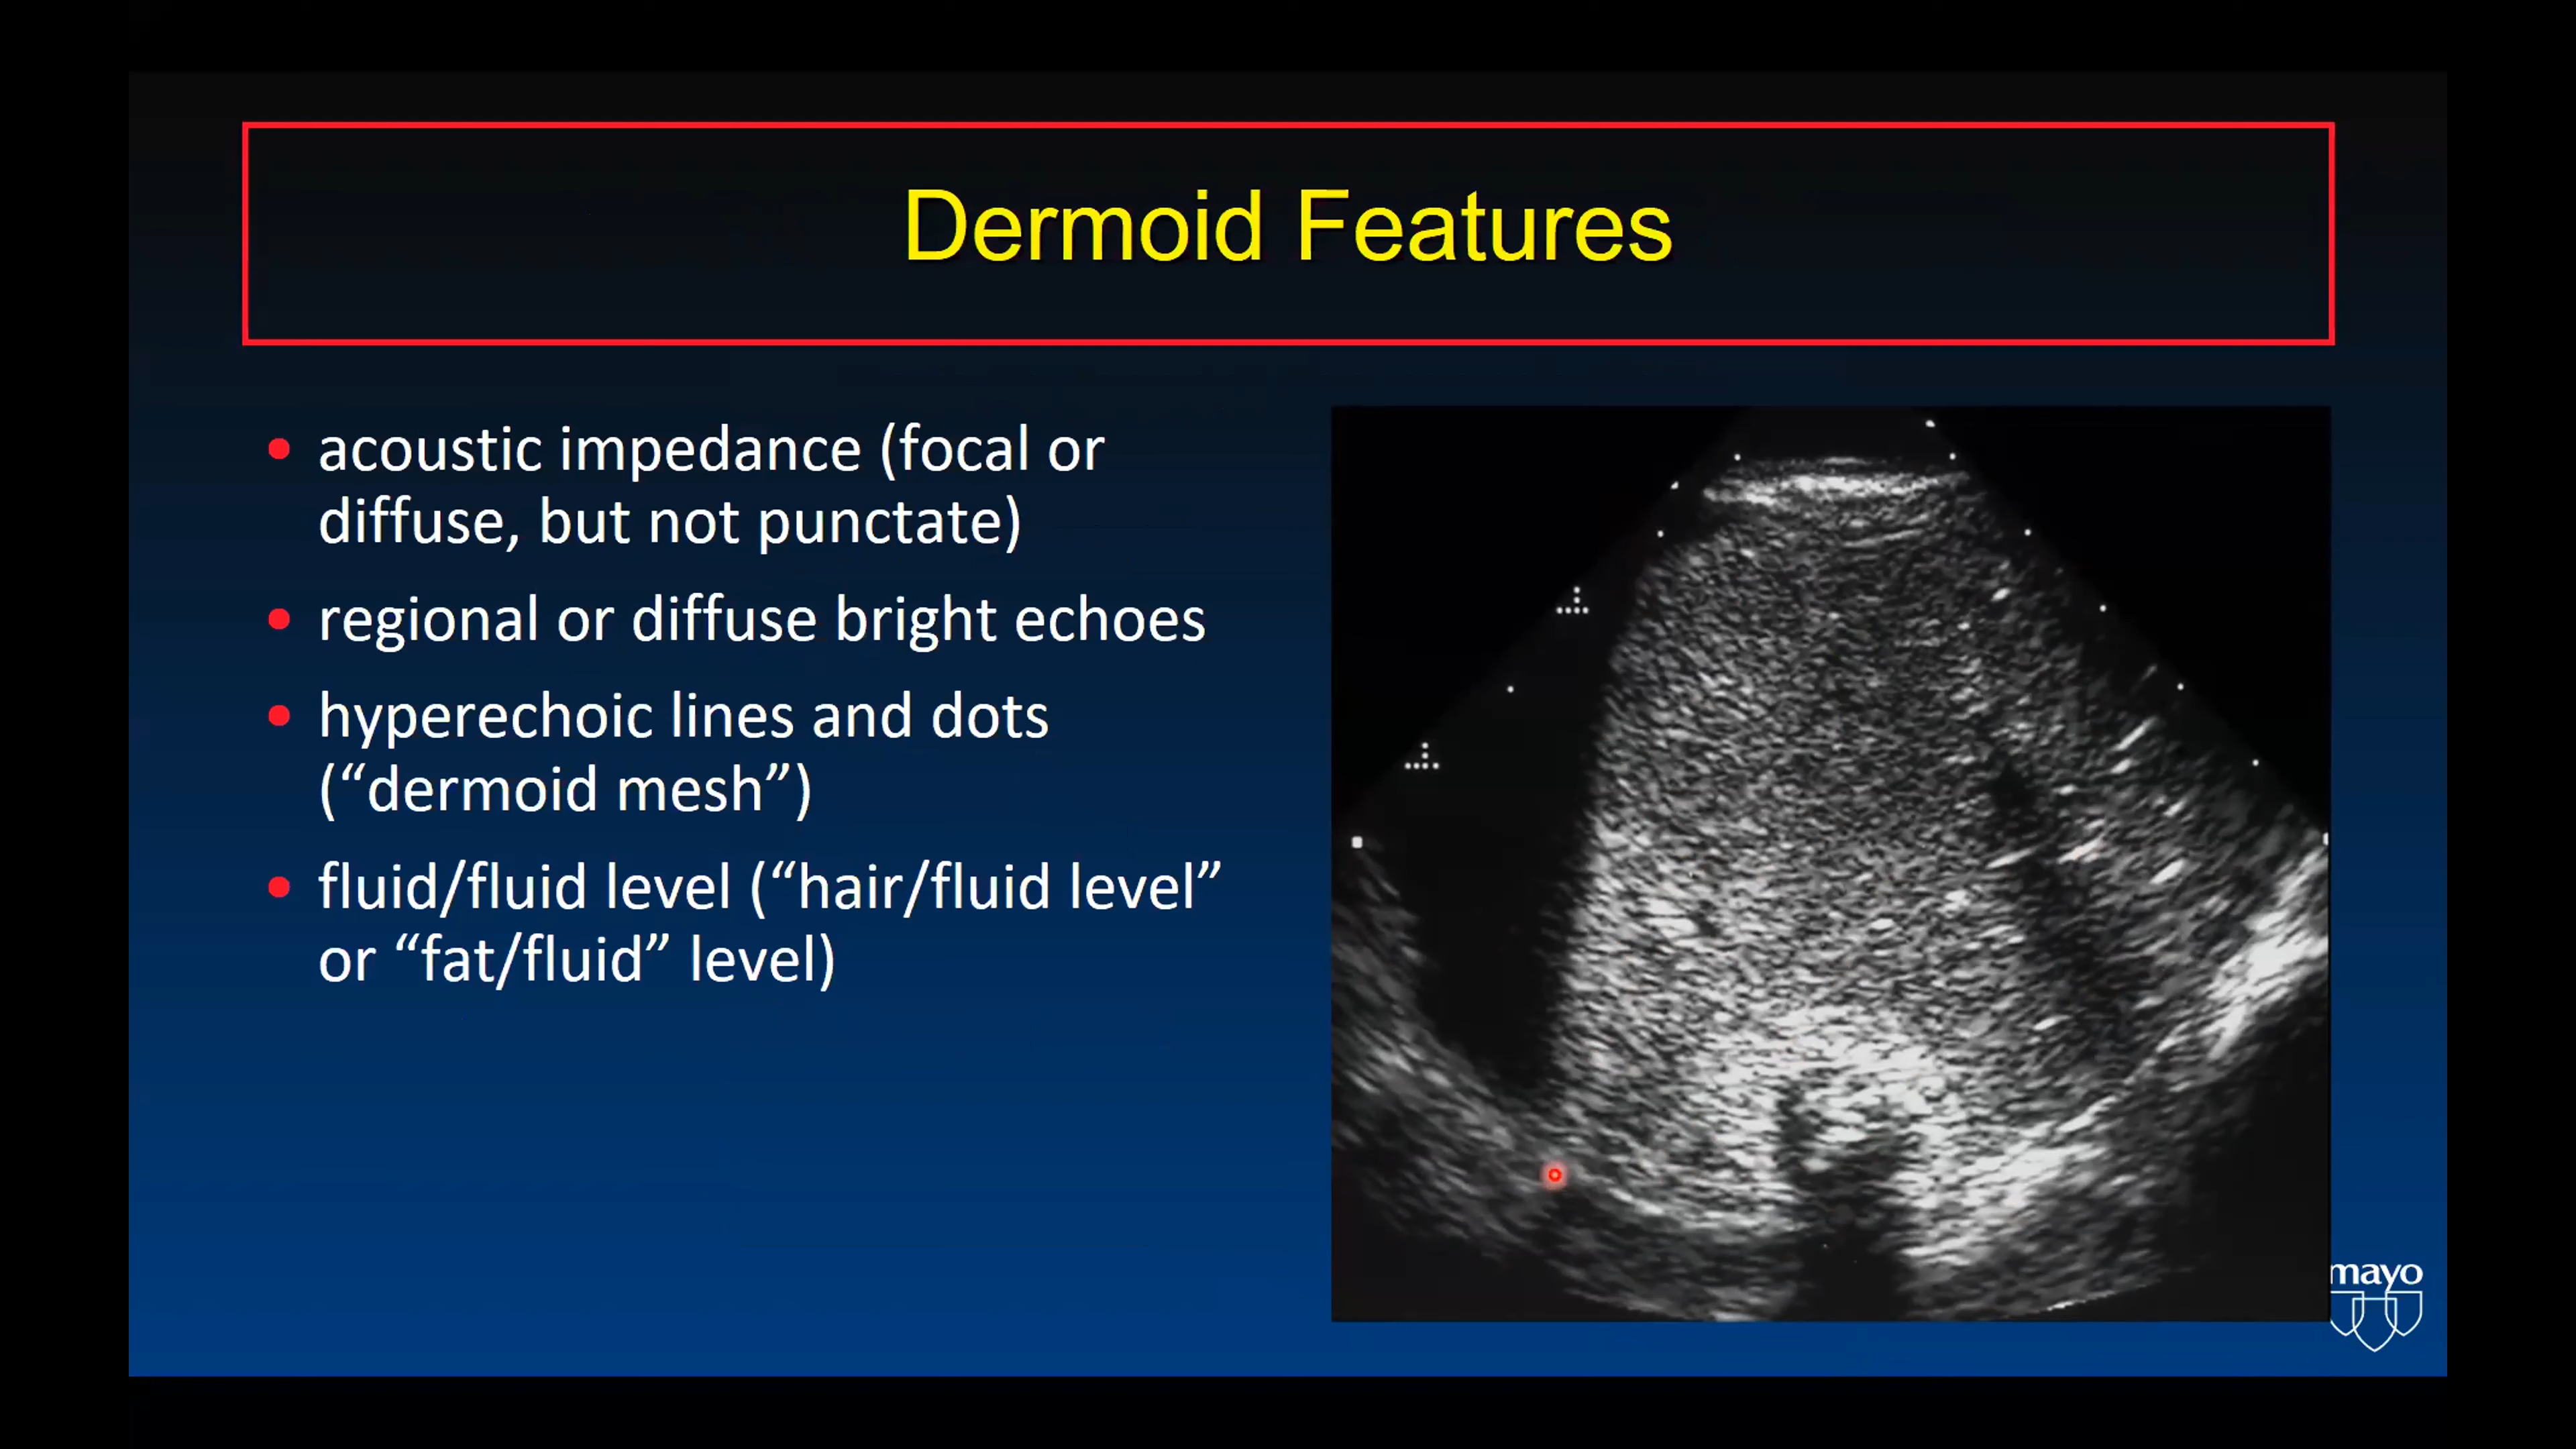 Dermoid Features
• acoustic impedance (focal or
diffuse, but not punctate)
• regional or diffuse bright echoes
• hyperechoic lines and dots
(“dermoid mesh”)
• fluid/fluid level (“hair/fluid level”
or “fat/fluid” level)
mayo